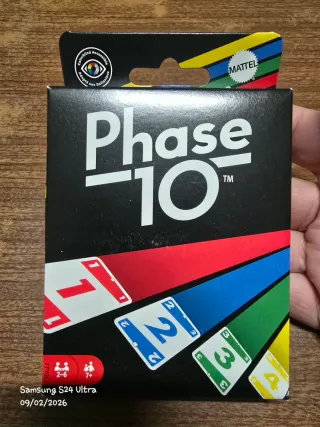 MATTEL
Phase
10™
1
2
3
4
2-6
7+
Samsung S24 Ultra
09/02/2026